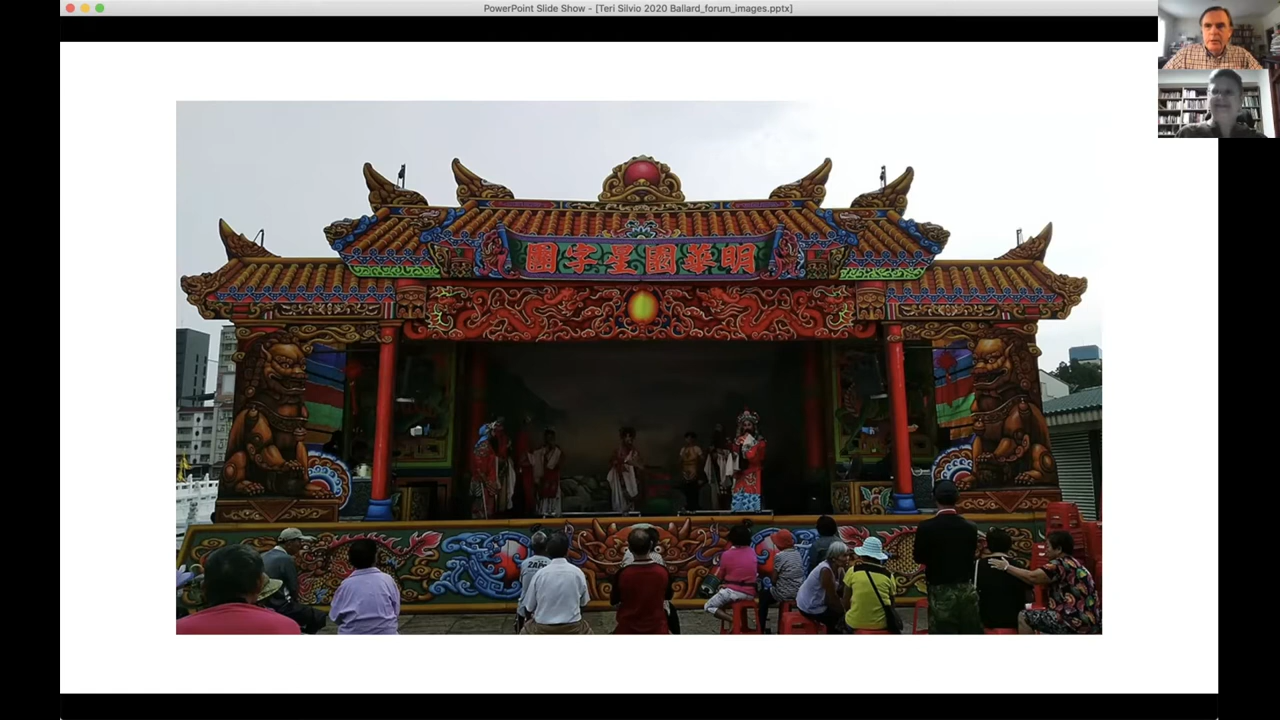 PowerPoint Slide Show - [Teri Silvio 2020 Ballard_forum_images.pptx]
明華園星字團